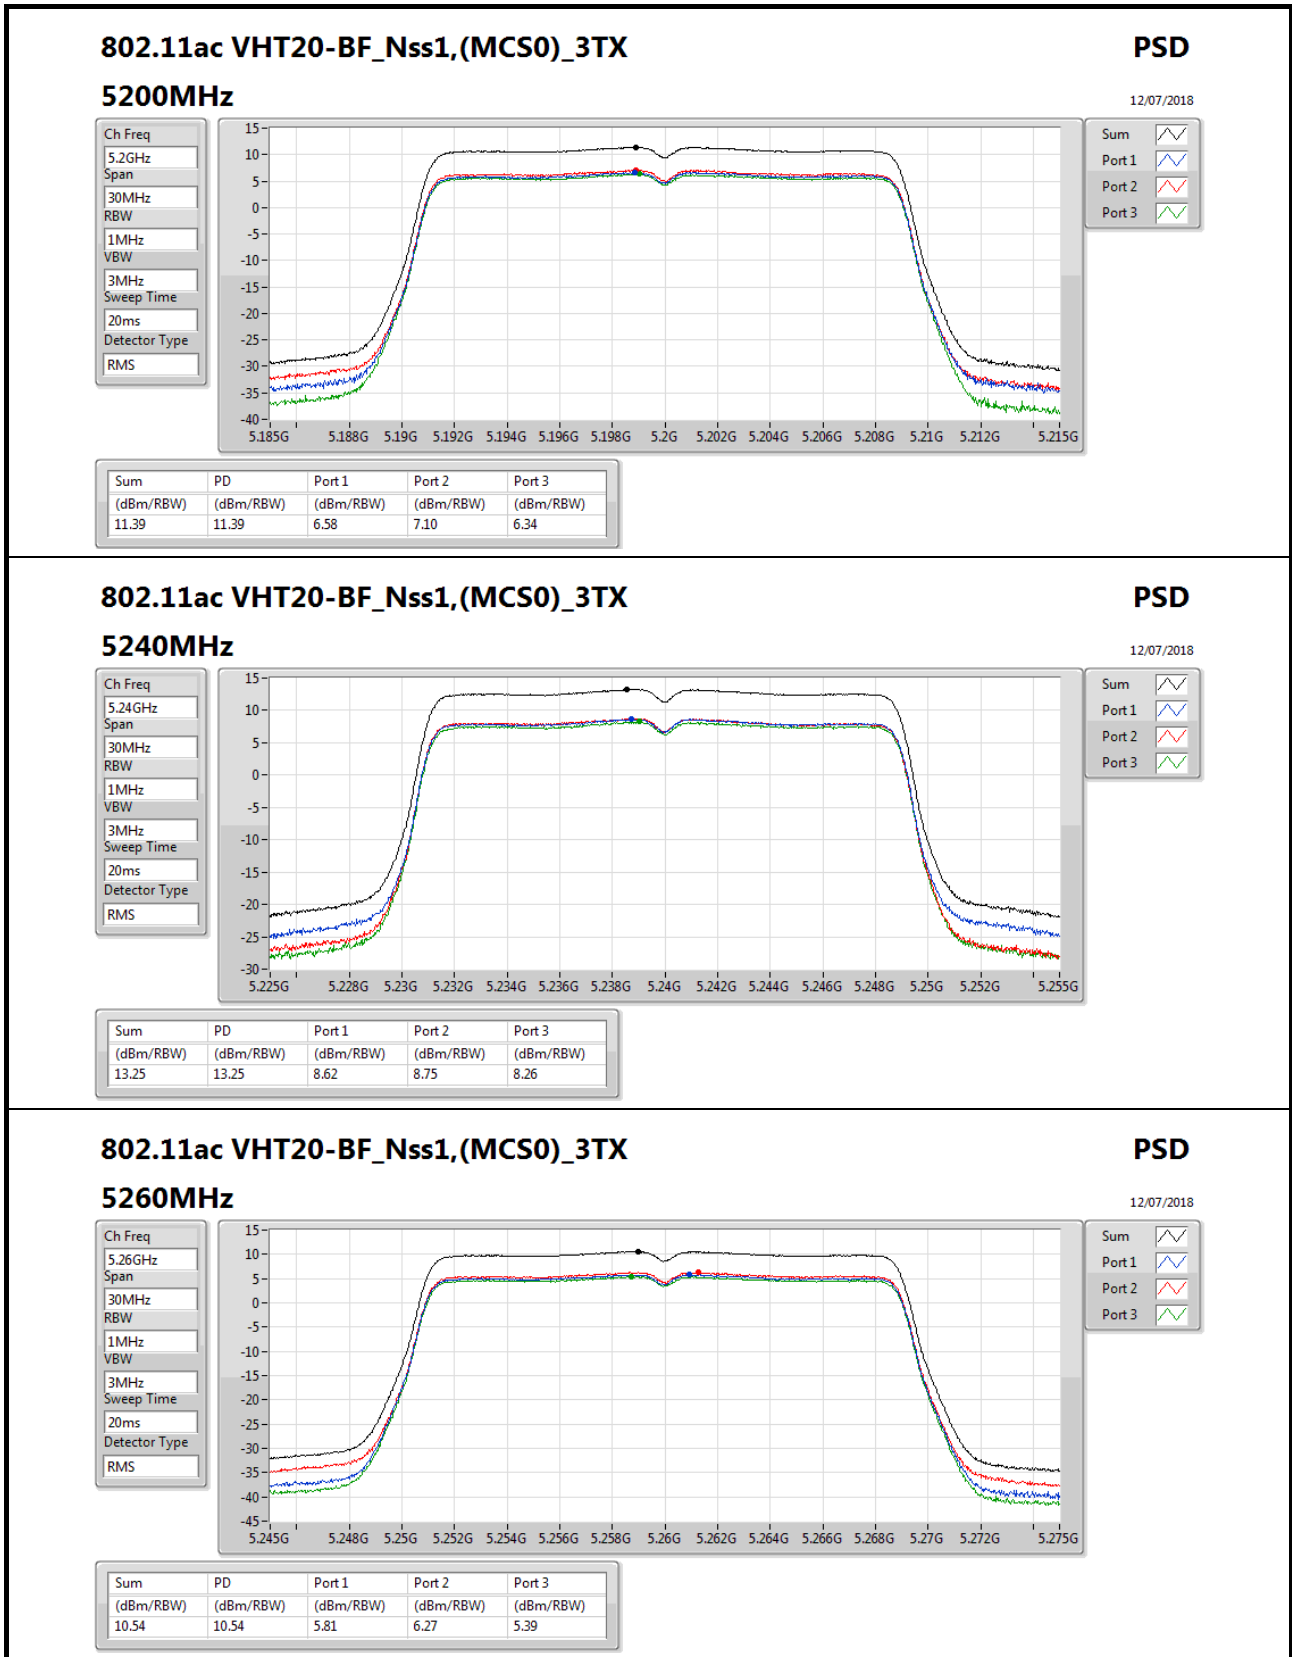 802.11ac VHT20-BF_Nss1,(MCS0)_3TX PSD
5200MHz 12/07/2018
Ch Freq
5.2GHz
Span
30MHz
RBW
1MHz
VBW
3MHz
Sweep Time
20ms
Detector Type
RMS
15
10
5
0
-5
-10
-15
-20
-25
-30
-35
-40
5.185G 5.188G 5.19G 5.192G 5.194G 5.196G 5.198G 5.2G 5.202G 5.204G 5.206G 5.208G 5.21G 5.212G 5.215G
Sum
Port 1
Port 2
Port 3
Sum PD Port 1 Port 2 Port 3
(dBm/RBW) (dBm/RBW) (dBm/RBW) (dBm/RBW) (dBm/RBW)
11.39 11.39 6.58 7.10 6.34
802.11ac VHT20-BF_Nss1,(MCS0)_3TX PSD
5240MHz 12/07/2018
Ch Freq
5.24GHz
Span
30MHz
RBW
1MHz
VBW
3MHz
Sweep Time
20ms
Detector Type
RMS
15
10
5
0
-5
-10
-15
-20
-25
-30
5.225G 5.228G 5.23G 5.232G 5.234G 5.236G 5.238G 5.24G 5.242G 5.244G 5.246G 5.248G 5.25G 5.252G 5.255G
Sum
Port 1
Port 2
Port 3
Sum PD Port 1 Port 2 Port 3
(dBm/RBW) (dBm/RBW) (dBm/RBW) (dBm/RBW) (dBm/RBW)
13.25 13.25 8.62 8.75 8.26
802.11ac VHT20-BF_Nss1,(MCS0)_3TX PSD
5260MHz 12/07/2018
Ch Freq
5.26GHz
Span
30MHz
RBW
1MHz
VBW
3MHz
Sweep Time
20ms
Detector Type
RMS
15
10
5
0
-5
-10
-15
-20
-25
-30
-35
-40
-45
5.245G 5.248G 5.25G 5.252G 5.254G 5.256G 5.258G 5.26G 5.262G 5.264G 5.266G 5.268G 5.27G 5.272G 5.275G
Sum
Port 1
Port 2
Port 3
Sum PD Port 1 Port 2 Port 3
(dBm/RBW) (dBm/RBW) (dBm/RBW) (dBm/RBW) (dBm/RBW)
10.54 10.54 5.81 6.27 5.39